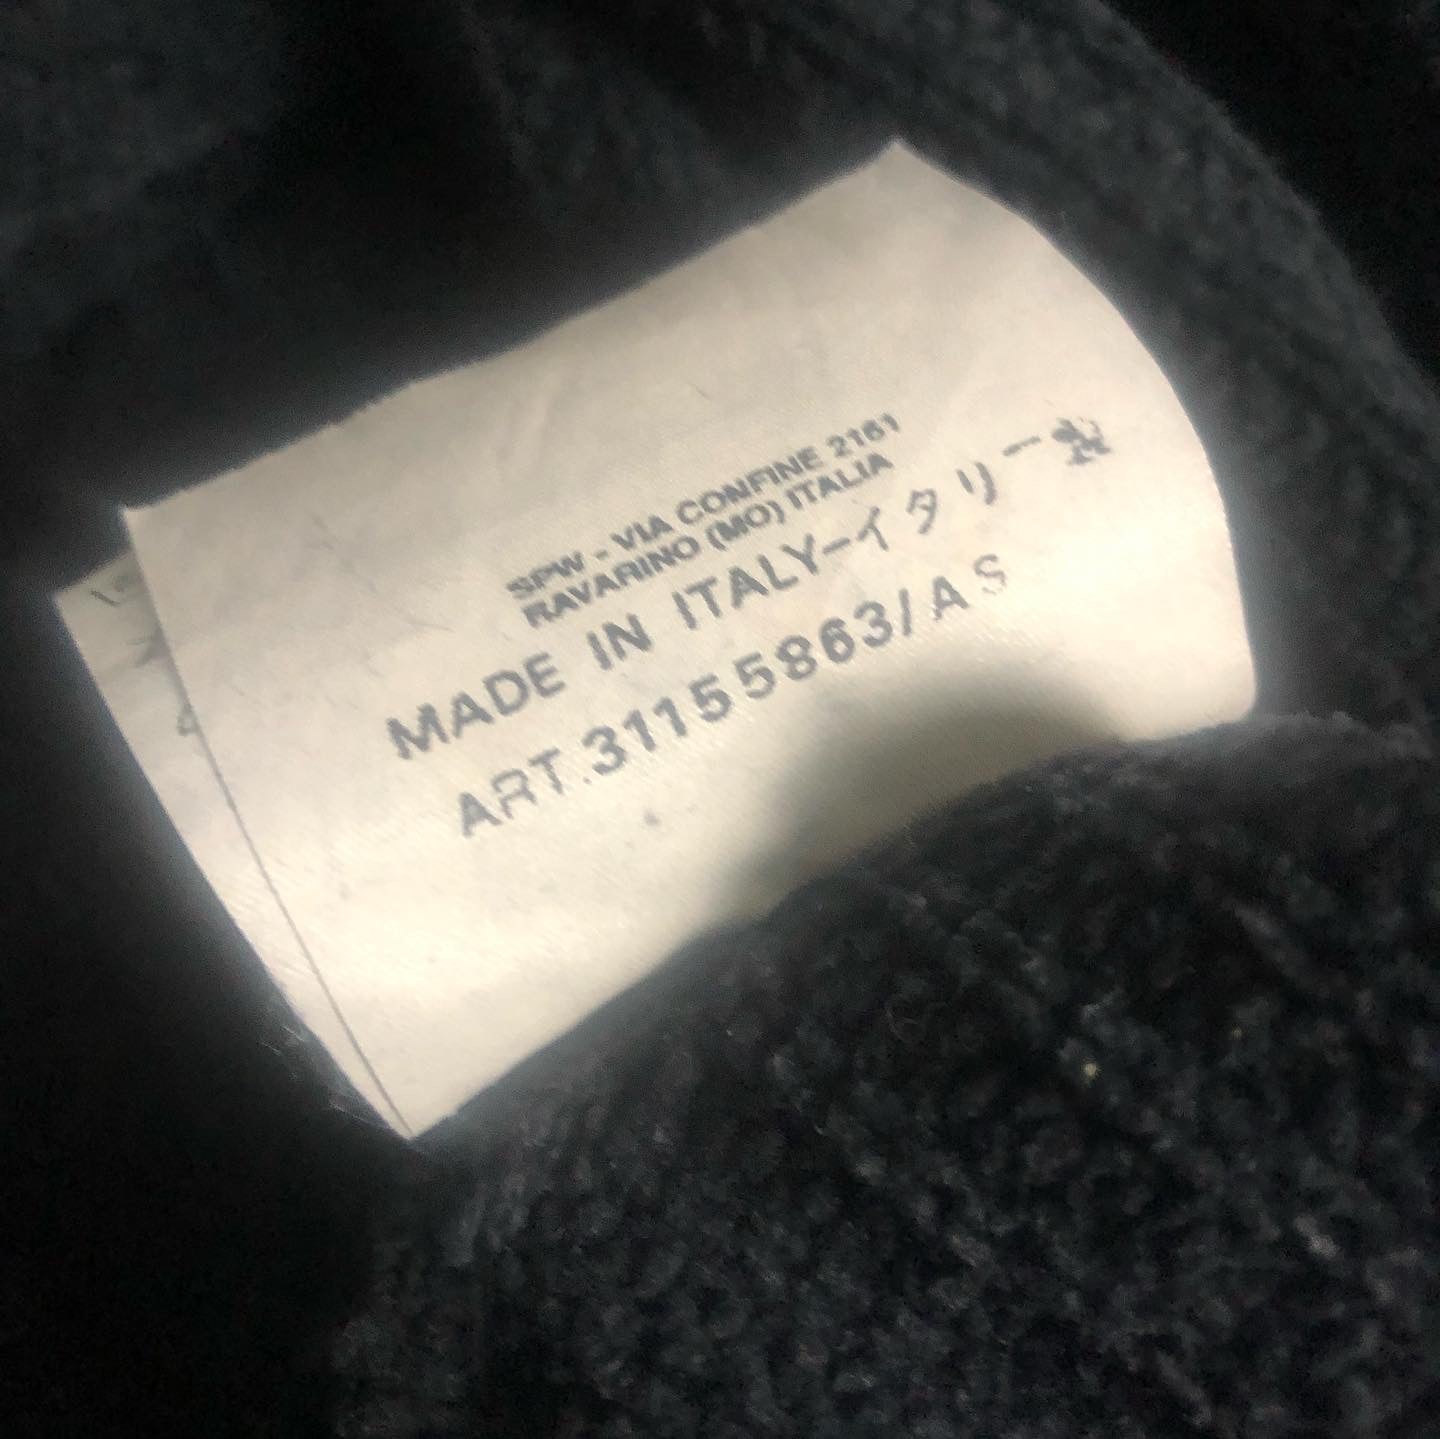 SPW - VIA CONFINE 2161
RAVARINO (MO) ITALIA
MADE IN ITALY-イタリー製
ART.31155863/AS